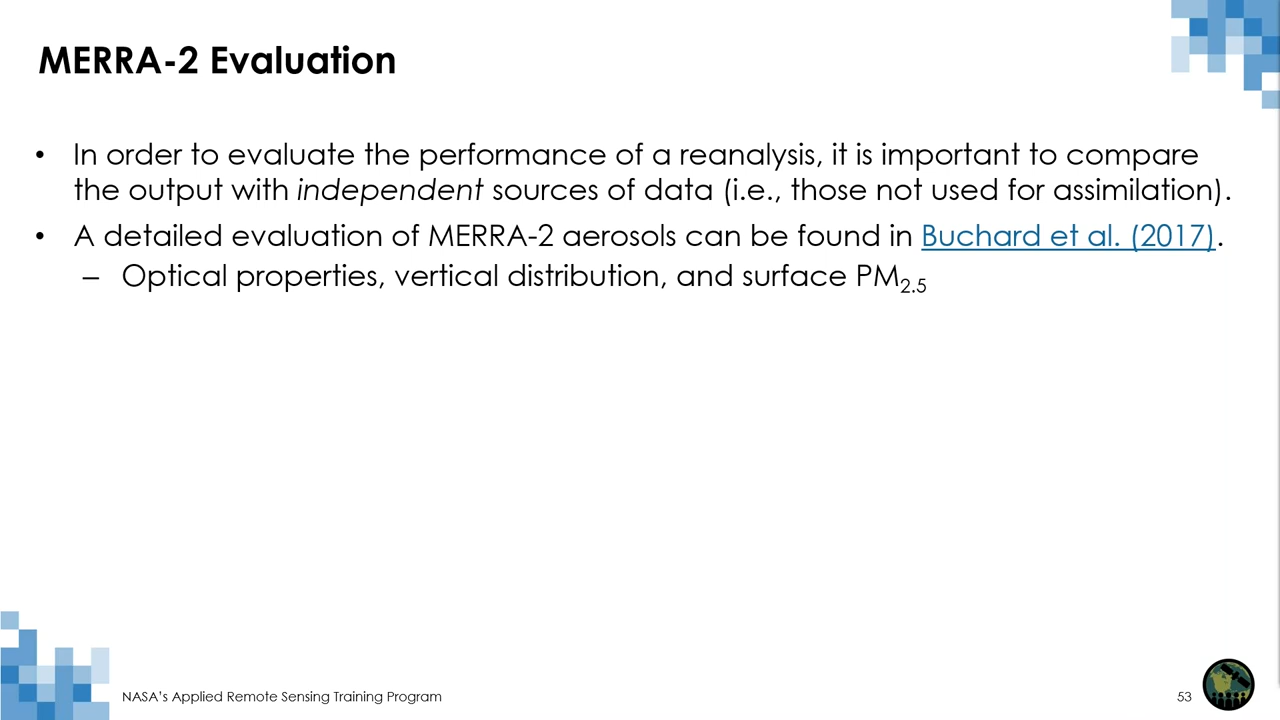 MERRA-2 Evaluation
• In order to evaluate the performance of a reanalysis, it is important to compare
the output with independent sources of data (i.e., those not used for assimilation).
• A detailed evaluation of MERRA-2 aerosols can be found in Buchard et al. (2017).
– Optical properties, vertical distribution, and surface PM2.5
NASA's Applied Remote Sensing Training Program
53